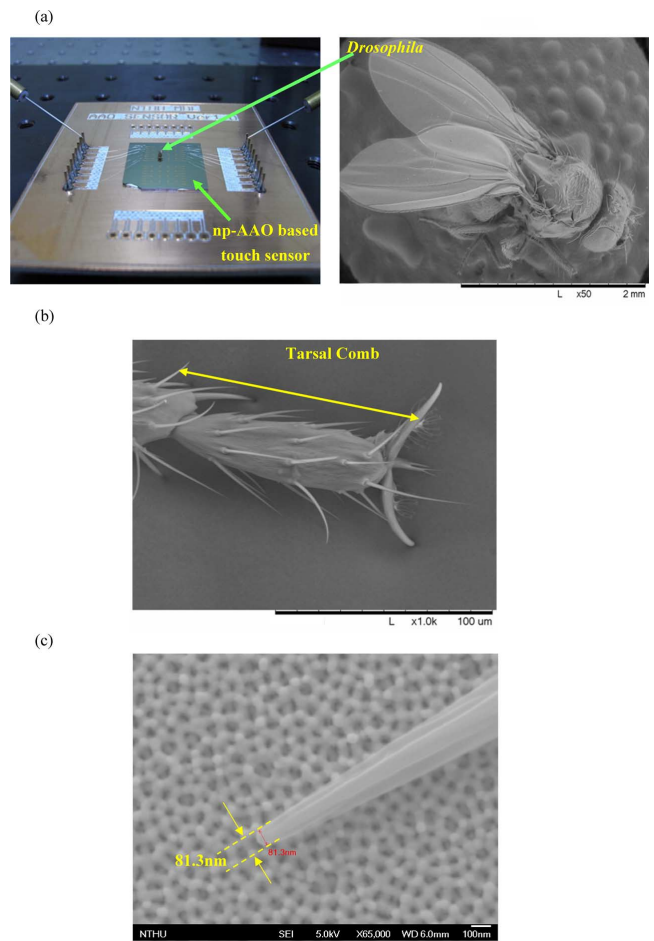 (a)
Drosophila
np-AAO based
touch sensor
L x50 2 mm
(b)
Tarsal Comb
L x1.0k 100 um
(c)
81.3nm
81.3nm
NTHU SEI 5.0kV X65,000 WD 6.0mm 100nm